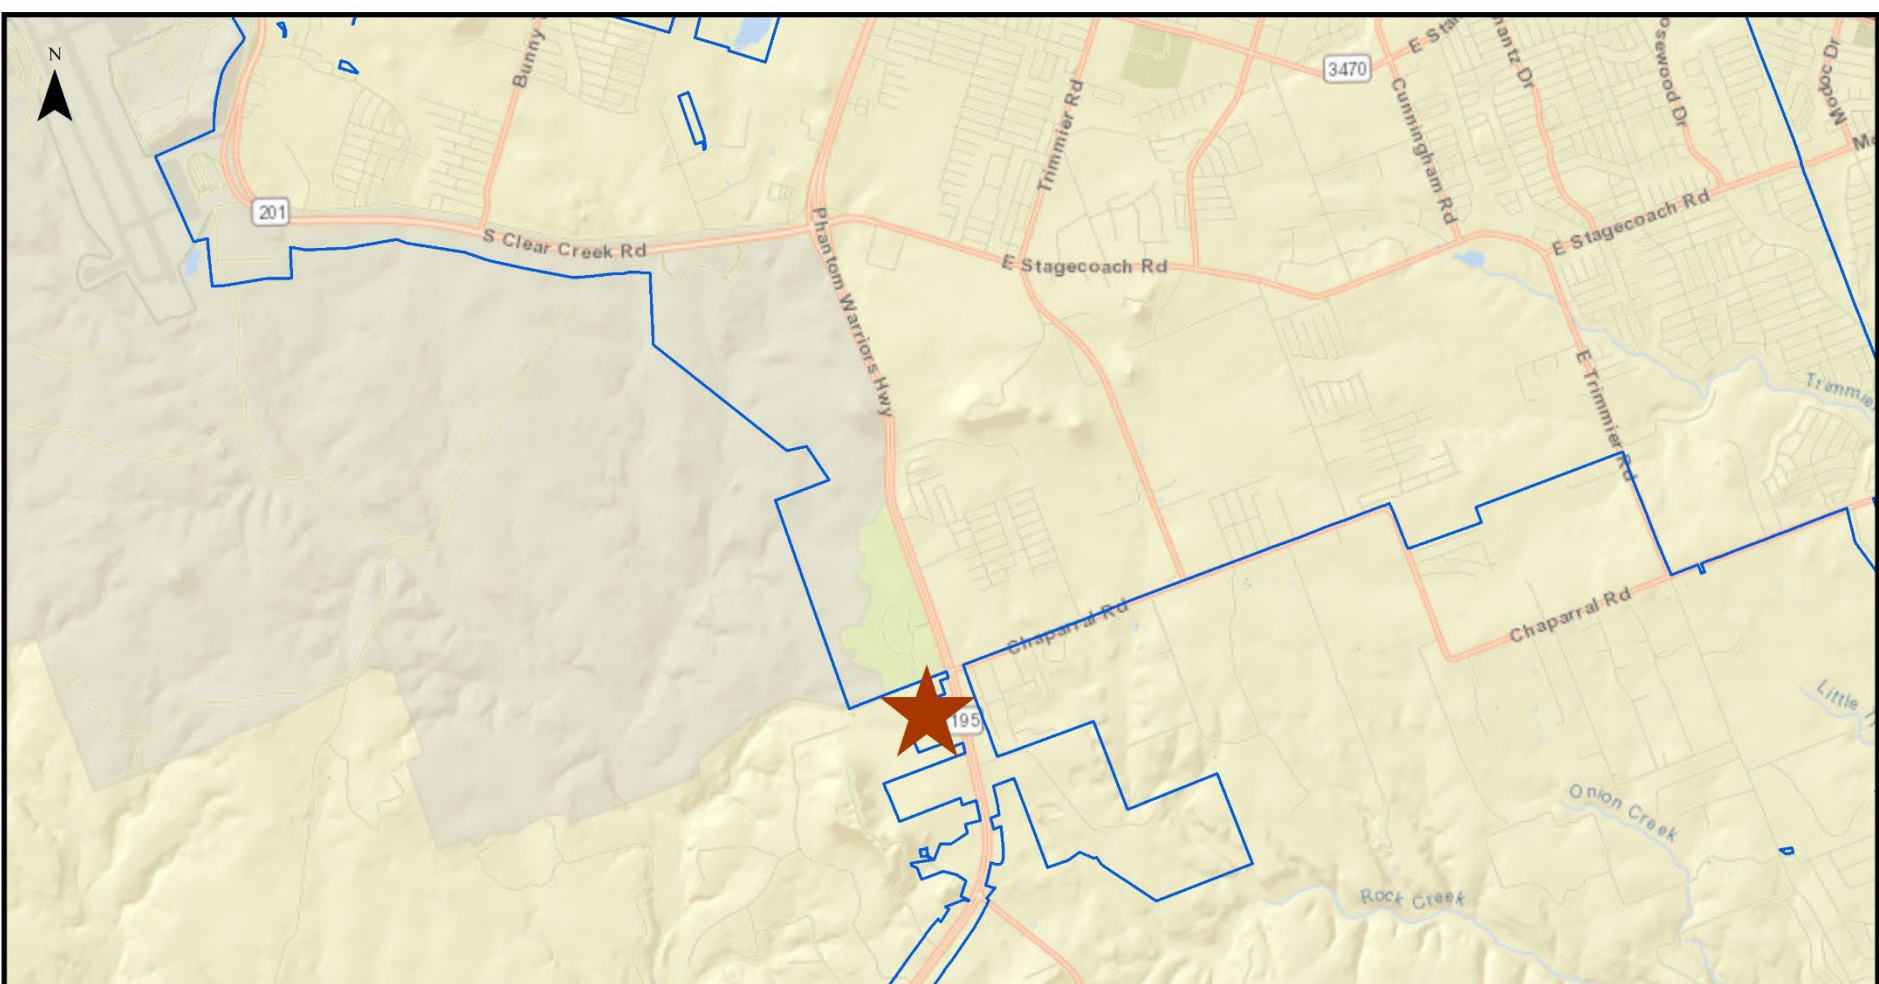 N
Bunny
3470
E Sta
antz Dr
osewood Dr
Modoc Dr
Cunningham Rd
Trimmier Rd
201
S Clear Creek Rd
Phantom Warriors Hwy
E Stagecoach Rd
E Stagecoach Rd
E Trimmier Rd
Trimmie
Chaparral Rd
Chaparral Rd
195
Little
Onion Creek
Rock Creek